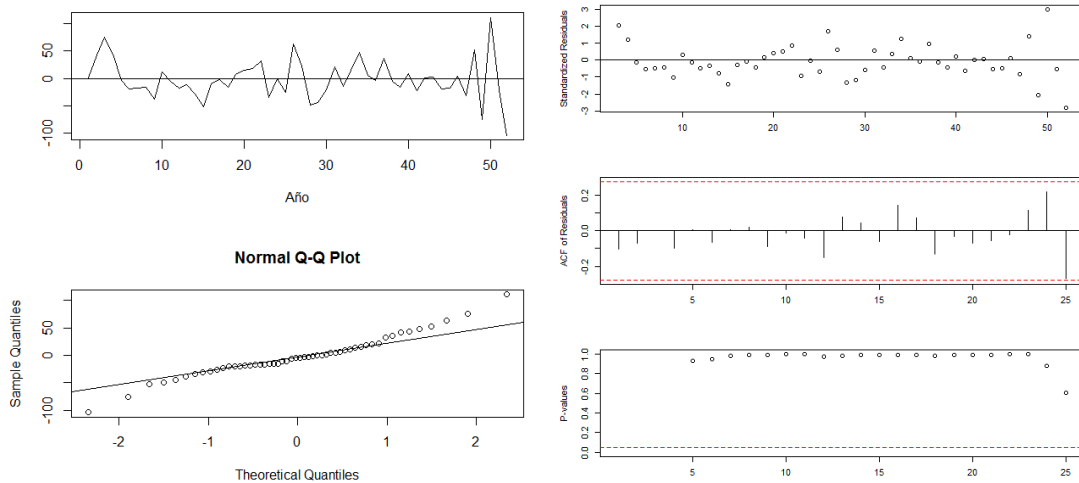 50
0
-100
0 10 20 30 40 50
Año
Normal Q-Q Plot
Sample Quantiles
50
0
-100
-2 -1 0 1 2
Theoretical Quantiles
Standardized Residuals
3
2
1
0
-1
-2
-3
10 20 30 40 50
ACF of Residuals
0.2
0.0
-0.2
5 10 15 20 25
P-values
1.0
0.8
0.6
0.4
0.2
0.0
5 10 15 20 25